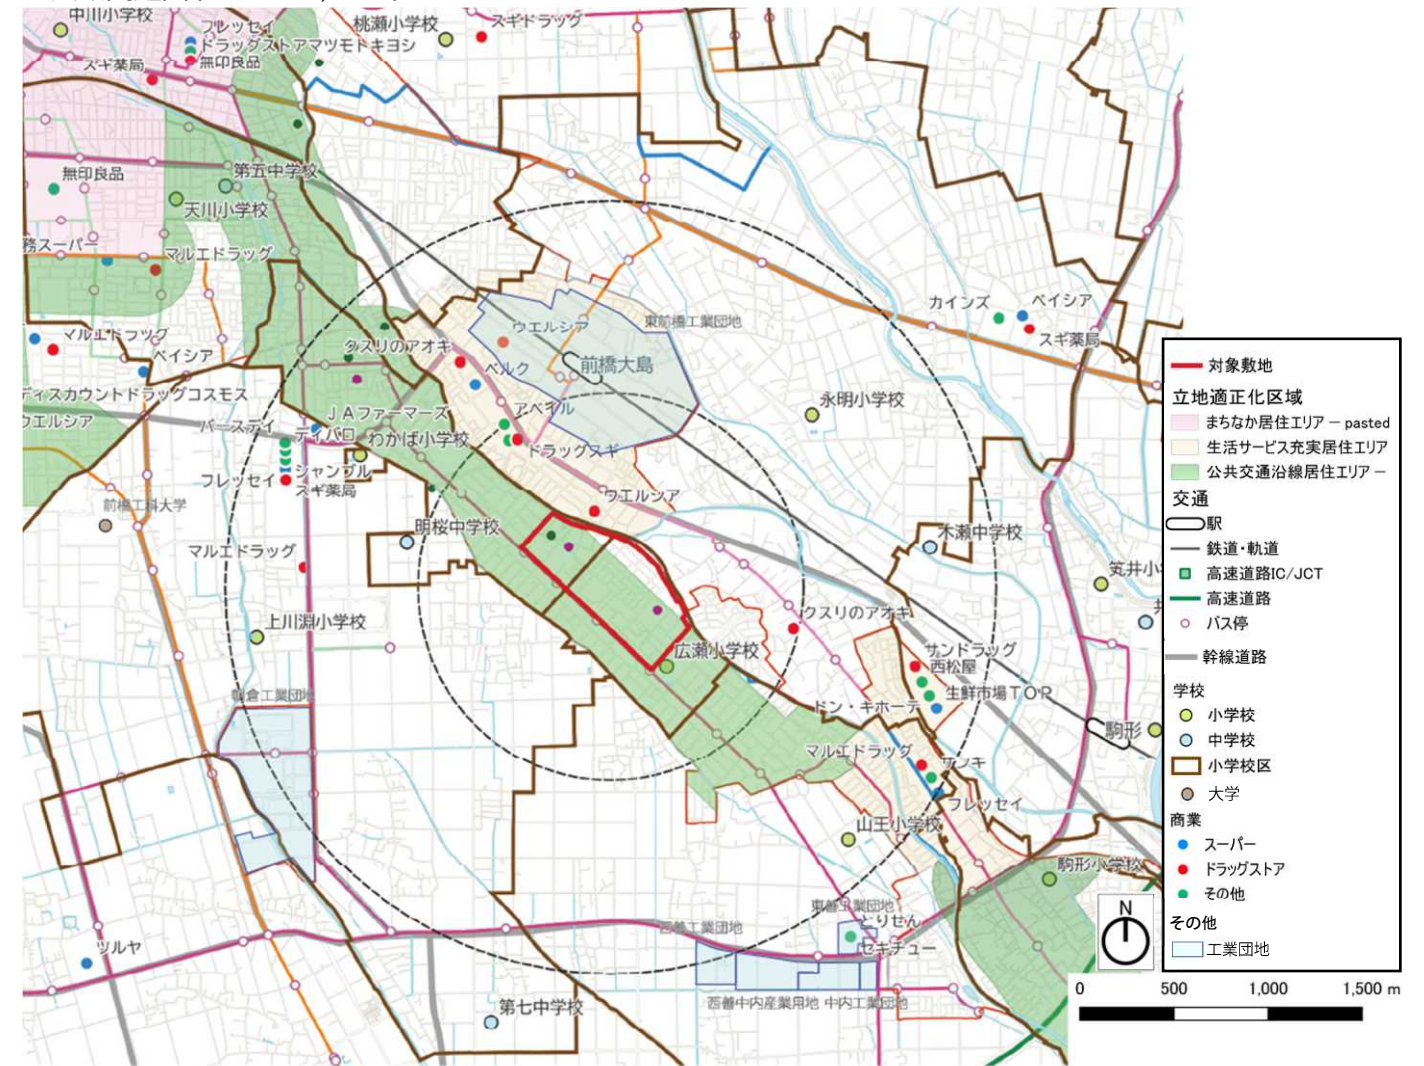 中川小学校
フレッセイ
桃瀬小学校
スギドラッグ
ドラッグストアマツモトキヨシ
無印良品
スギ薬局
無印良品
第五中学校
天川小学校
務スーパー
マルエドラッグ
カインズ
ベイシア
スギ薬局
マルエドラッグ
ベイシア
クスリのアオキ
ウエルシア
東前橋工業団地
前橋大島
ベルク
ディスカウントドラッグコスモス
ウエルシア
バースデイ
JAファーマーズ
ディバロ
わかば小学校
アベイル
永明小学校
ドラッグスギ
フレッセイ
シャンブル
スギ薬局
前橋工科大学
ウエルシア
明桜中学校
木瀬中学校
マルエドラッグ
笂井小
上川淵小学校
クスリのアオキ
広瀬小学校
サンドラッグ
西松屋
朝倉工業団地
生鮮市場TOP
ドン・キホーテ
駒形
マルエドラッグ
ワンキ
フレッセイ
山王小学校
駒形小学校
東善工業団地
とりせん
西善工業団地
セキチュー
ツルヤ
西善中内産業用地
中内工業団地
第七中学校
対象敷地
立地適正化区域
まちなか居住エリア － pasted
生活サービス充実居住エリア
公共交通沿線居住エリア －
交通
駅
鉄道・軌道
高速道路IC/JCT
高速道路
バス停
幹線道路
学校
小学校
中学校
小学校区
大学
商業
スーパー
ドラッグストア
その他
その他
工業団地
N
0 500 1,000 1,500 m